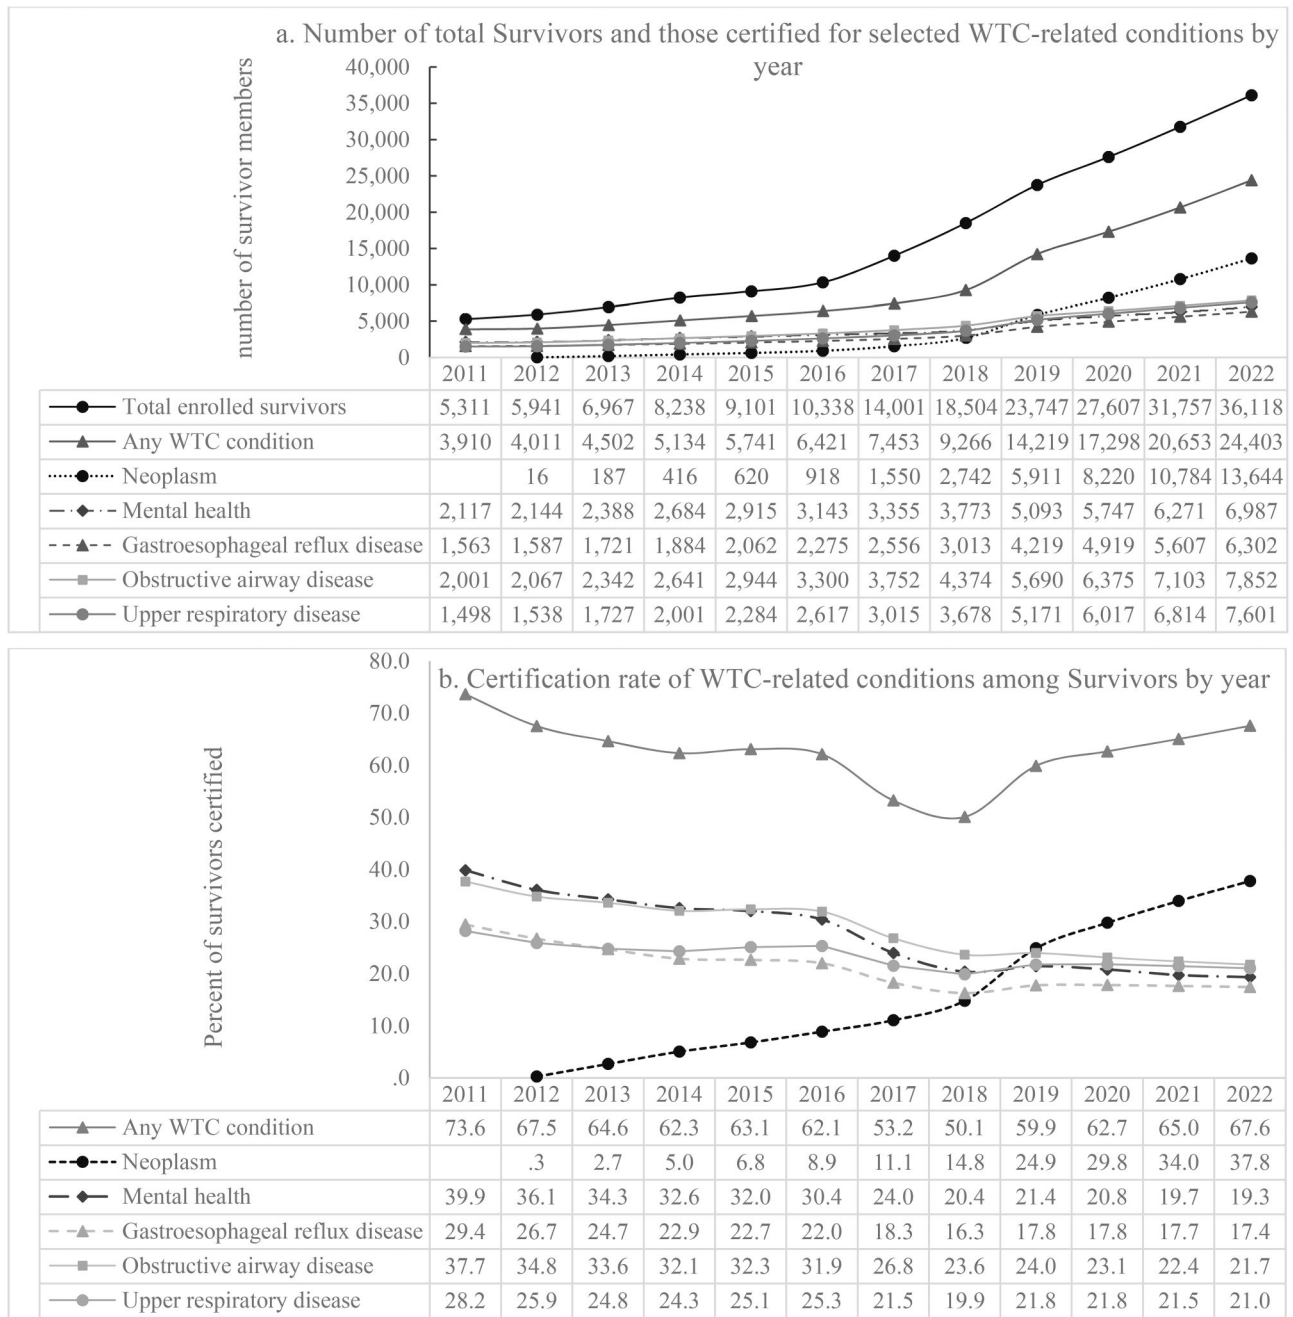 a. Number of total Survivors and those certified for selected WTC-related conditions by
year
number of survivor members
40,000
35,000
30,000
25,000
20,000
15,000
10,000
5,000
0
2011 2012 2013 2014 2015 2016 2017 2018 2019 2020 2021 2022
Total enrolled survivors 5,311 5,941 6,967 8,238 9,101 10,338 14,001 18,504 23,747 27,607 31,757 36,118
Any WTC condition 3,910 4,011 4,502 5,134 5,741 6,421 7,453 9,266 14,219 17,298 20,653 24,403
Neoplasm 16 187 416 620 918 1,550 2,742 5,911 8,220 10,784 13,644
Mental health 2,117 2,144 2,388 2,684 2,915 3,143 3,355 3,773 5,093 5,747 6,271 6,987
Gastroesophageal reflux disease 1,563 1,587 1,721 1,884 2,062 2,275 2,556 3,013 4,219 4,919 5,607 6,302
Obstructive airway disease 2,001 2,067 2,342 2,641 2,944 3,300 3,752 4,374 5,690 6,375 7,103 7,852
Upper respiratory disease 1,498 1,538 1,727 2,001 2,284 2,617 3,015 3,678 5,171 6,017 6,814 7,601
b. Certification rate of WTC-related conditions among Survivors by year
Percent of survivors certified
80.0
70.0
60.0
50.0
40.0
30.0
20.0
10.0
.0
2011 2012 2013 2014 2015 2016 2017 2018 2019 2020 2021 2022
Any WTC condition 73.6 67.5 64.6 62.3 63.1 62.1 53.2 50.1 59.9 62.7 65.0 67.6
Neoplasm .3 2.7 5.0 6.8 8.9 11.1 14.8 24.9 29.8 34.0 37.8
Mental health 39.9 36.1 34.3 32.6 32.0 30.4 24.0 20.4 21.4 20.8 19.7 19.3
Gastroesophageal reflux disease 29.4 26.7 24.7 22.9 22.7 22.0 18.3 16.3 17.8 17.8 17.7 17.4
Obstructive airway disease 37.7 34.8 33.6 32.1 32.3 31.9 26.8 23.6 24.0 23.1 22.4 21.7
Upper respiratory disease 28.2 25.9 24.8 24.3 25.1 25.3 21.5 19.9 21.8 21.8 21.5 21.0